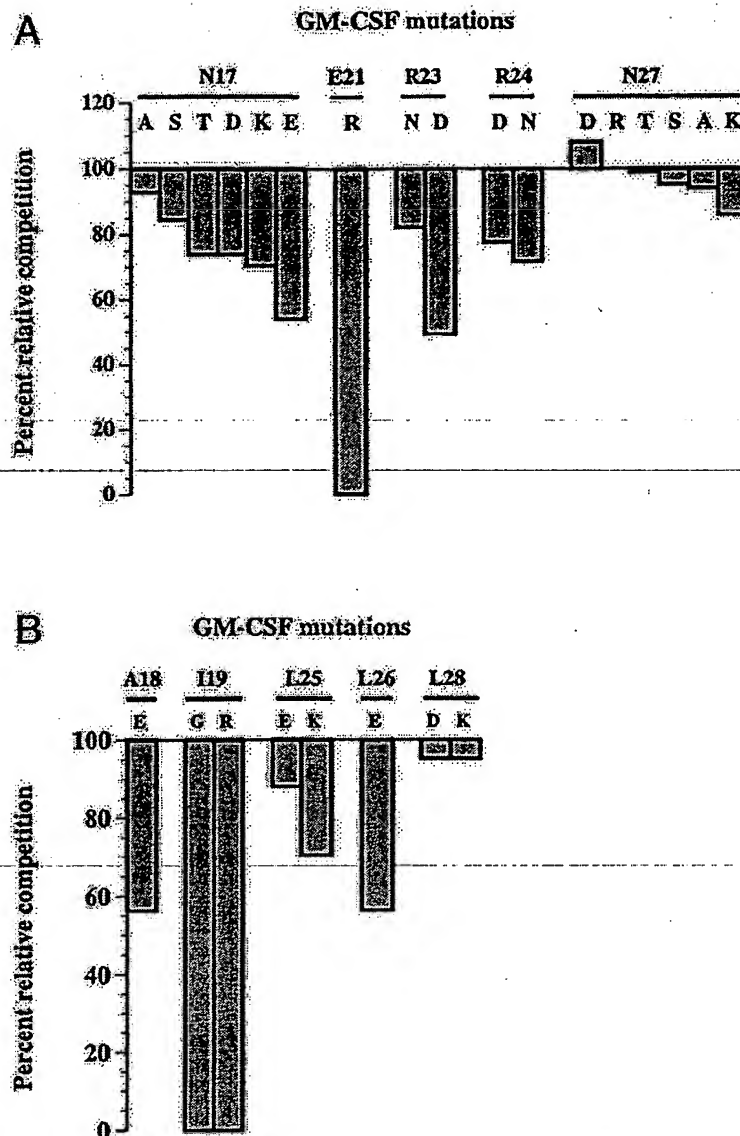 A
GM-CSF mutations
N17 E21 R23 R24 N27
120
A S T D K E R N D D N D R T S A K
100
80
60
40
20
0
Percent relative competition
B
GM-CSF mutations
A18 I19 L25 L26 L28
E G R E K E D K
100
80
60
40
20
0
Percent relative competition